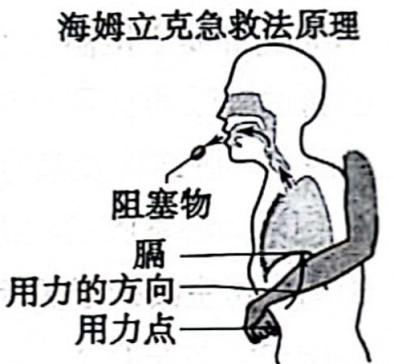 海姆立克急救法原理
阻塞物
膈
用力的方向
用力点